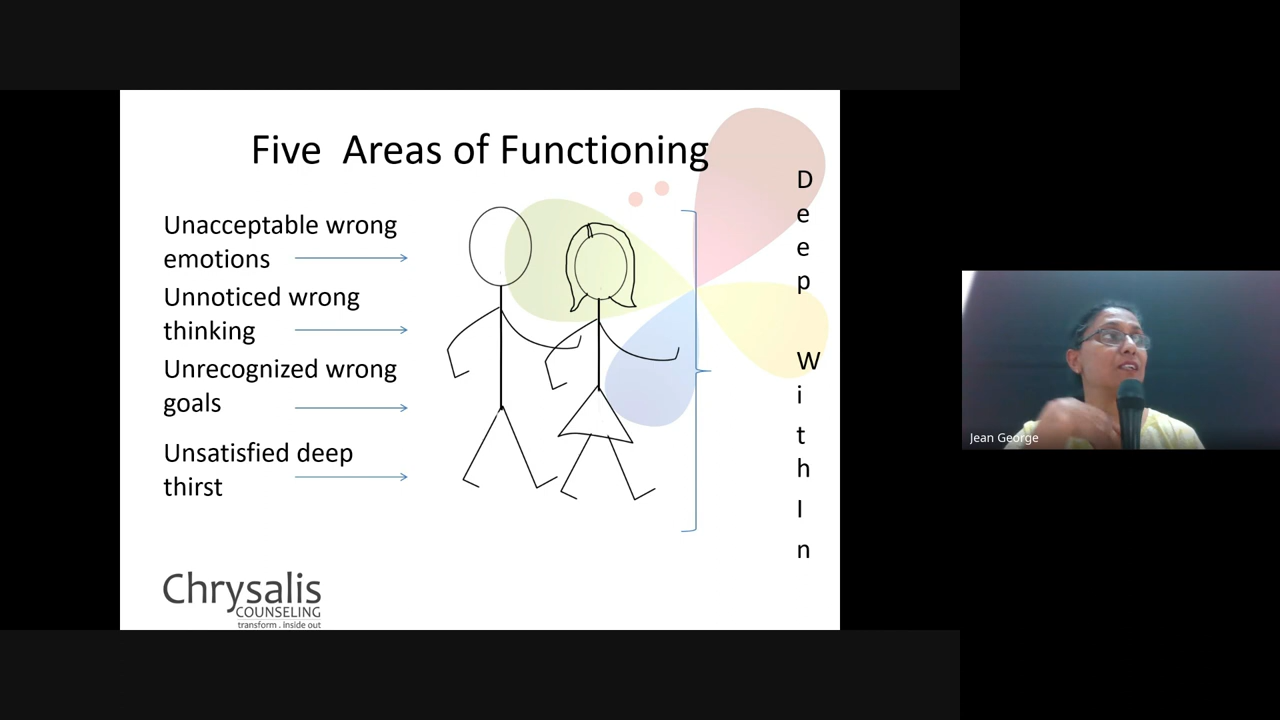 Five Areas of Functioning
Unacceptable wrong
emotions
Unnoticed wrong
thinking
Unrecognized wrong
goals
Unsatisfied deep
thirst
D
e
e
p
W
i
t
h
I
n
Chrysalis
COUNSELING
transform . inside out
Jean George